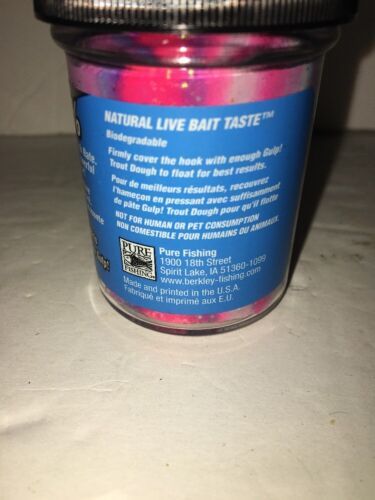 NATURAL LIVE BAIT TASTE™
Biodegradable
Firmly cover the hook with enough Gulp!
Trout Dough to float for best results.
Pour de meilleurs résultats, recouvrez
l'hameçon en pressant avec suffisamment
de pâte Gulp! Trout Dough pour qu'il flotte
NOT FOR HUMAN OR PET CONSUMPTION
NON COMESTIBLE POUR HUMAINS OU ANIMAUX.
PURE
FISHING
Pure Fishing
1900 18th Street
Spirit Lake, IA 51360-1099
www.berkley-fishing.com
Made and printed in the U.S.A.
Fabriqué et imprimé aux E.U.